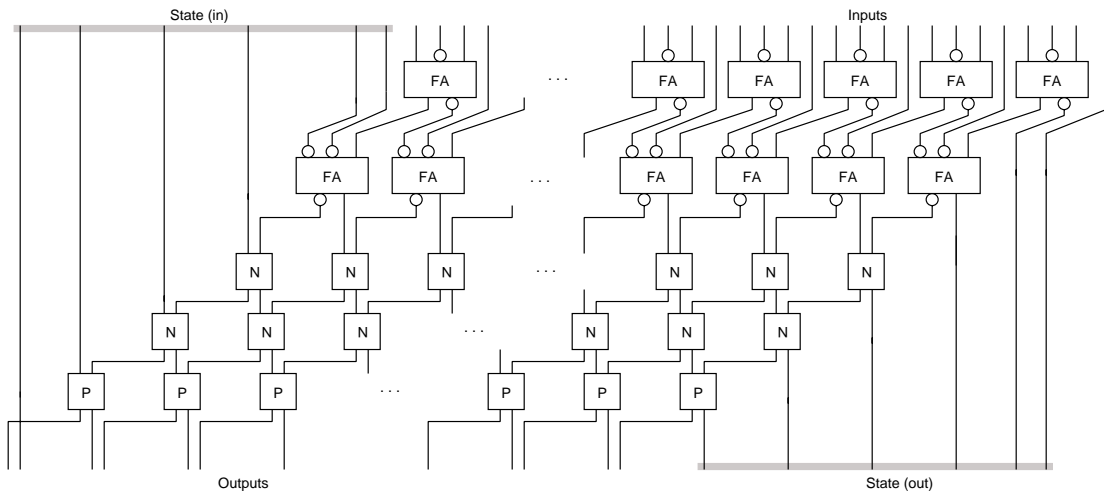 State (in) Inputs
FA . . . FA FA FA FA FA
FA FA . . . FA FA FA FA
N N N . . . N N N
N N N . . . N N N
P P P . . . P P P
Outputs State (out)